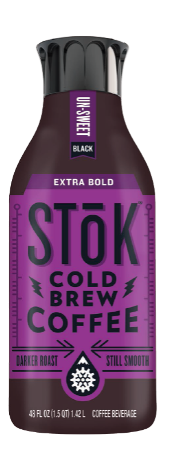 UN-SWEET
BLACK
EXTRA BOLD
STōK™
COLD
BREW
COFFEE
DARKER ROAST STILL SMOOTH
48 FL OZ (1.5 QT) 1.42 L COFFEE BEVERAGE